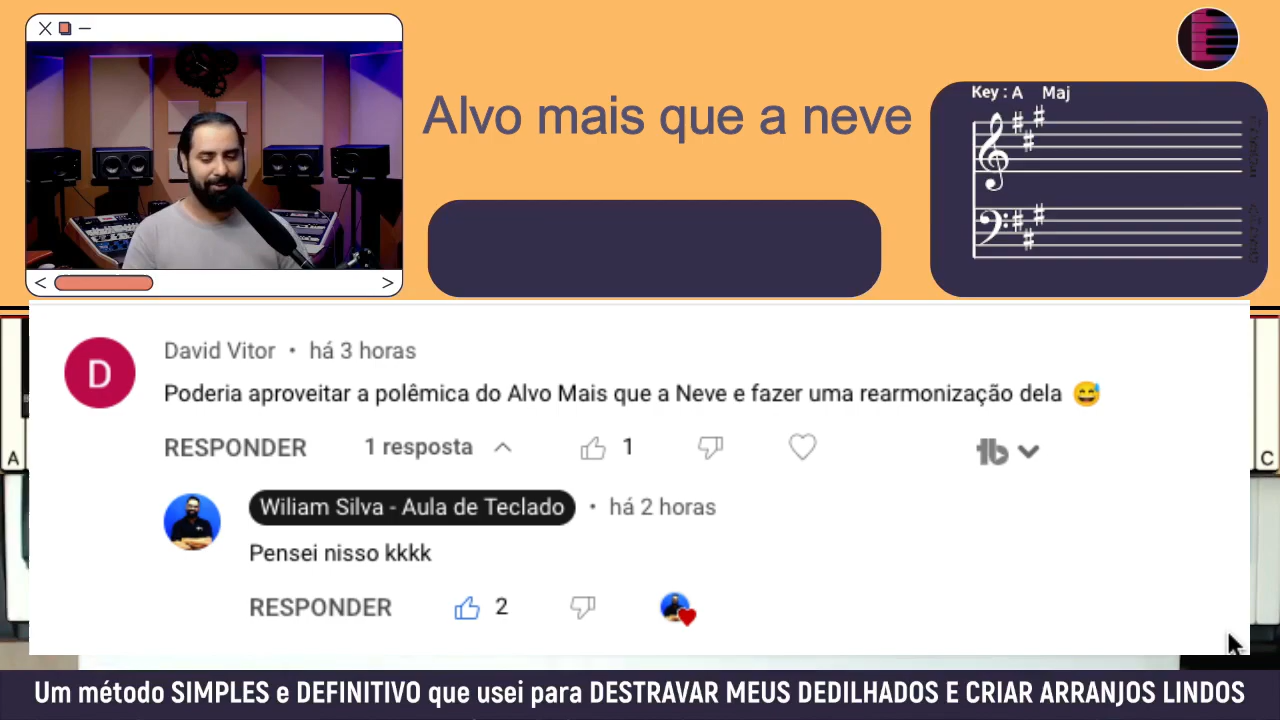 Alvo mais que a neve
Key : A Maj
David Vitor • há 3 horas
Poderia aproveitar a polêmica do Alvo Mais que a Neve e fazer uma rearmonização dela 😅
RESPONDER 1 resposta 1
Wiliam Silva - Aula de Teclado • há 2 horas
Pensei nisso kkkk
RESPONDER 2
A
C
Um método SIMPLES e DEFINITIVO que usei para DESTRAVAR MEUS DEDILHADOS E CRIAR ARRANJOS LINDOS